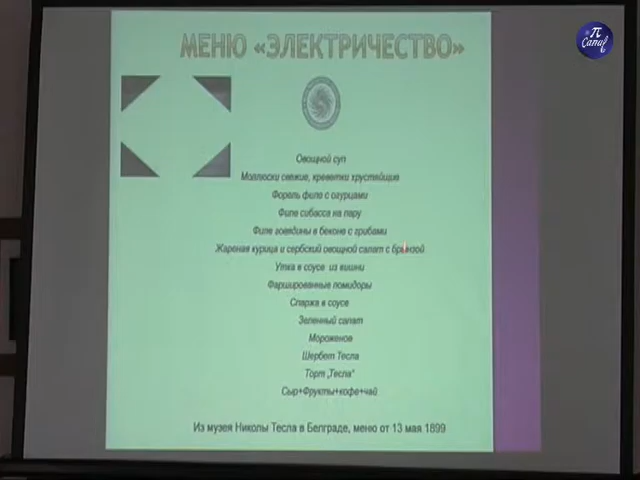 π
Canal
МЕНЮ «ЭЛЕКТРИЧЕСТВО»
Овощной суп
Моллюски свежие, креветки хрустящие
Форель филе с огурцами
Филе сибасса на пару
Филе говядины в беконе с грибами
Жареная курица и сербский овощной салат с брынзой
Утка в соусе из вишни
Фаршированные помидоры
Спаржа в соусе
Зеленный салат
Мороженое
Шербет Тесла
Торт „Тесла"
Сыр+Фрукты+кофе+чай
Из музея Николы Тесла в Белграде, меню от 13 мая 1899